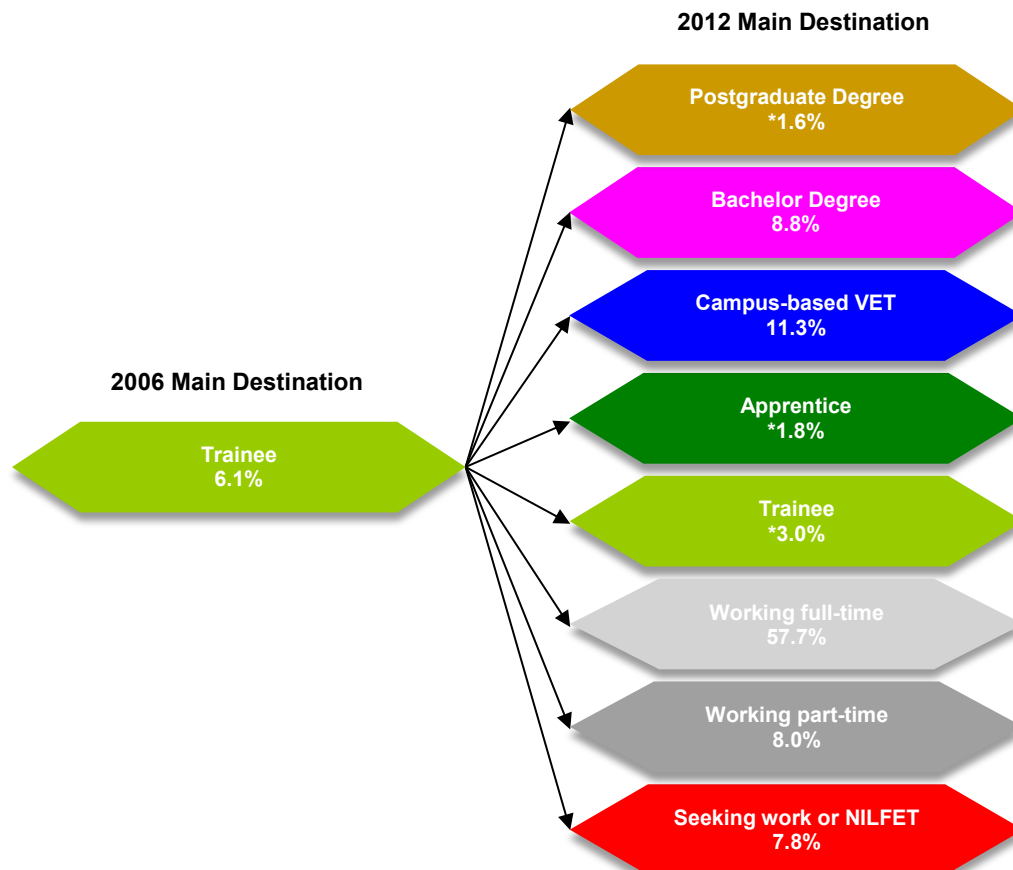 2012 Main Destination
Postgraduate Degree
*1.6%
Bachelor Degree
8.8%
Campus-based VET
11.3%
2006 Main Destination
Apprentice
*1.8%
Trainee
6.1%
Trainee
*3.0%
Working full-time
57.7%
Working part-time
8.0%
Seeking work or NILFET
7.8%